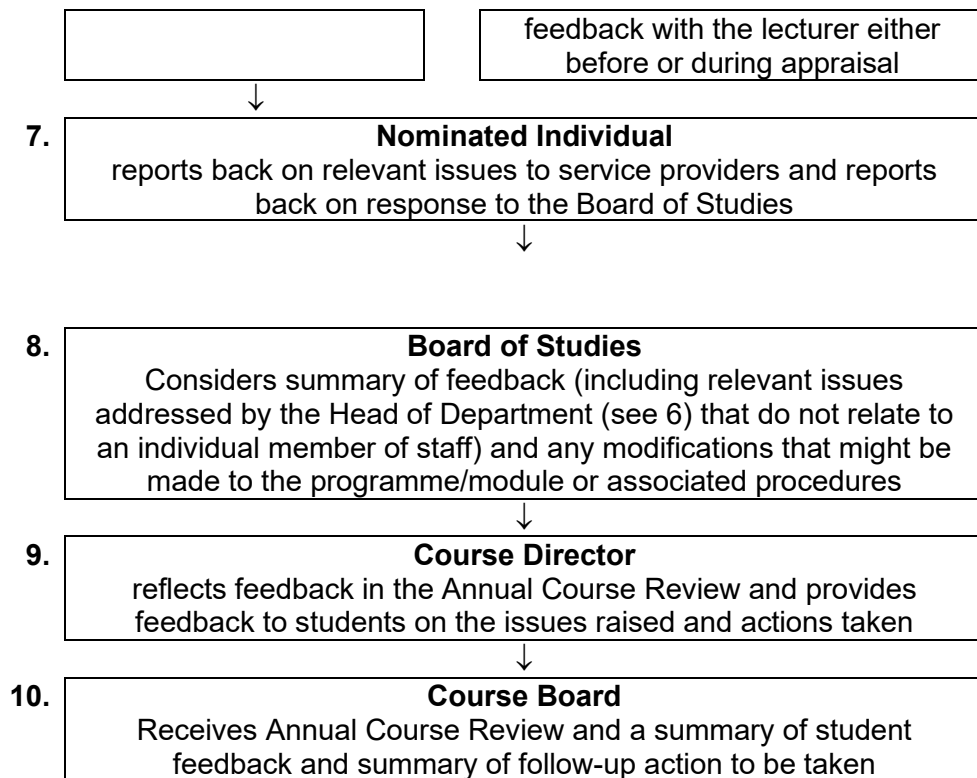 feedback with the lecturer either
before or during appraisal
↓
7. Nominated Individual
reports back on relevant issues to service providers and reports
back on response to the Board of Studies
↓
8. Board of Studies
Considers summary of feedback (including relevant issues
addressed by the Head of Department (see 6) that do not relate to
an individual member of staff) and any modifications that might be
made to the programme/module or associated procedures
↓
9. Course Director
reflects feedback in the Annual Course Review and provides
feedback to students on the issues raised and actions taken
↓
10. Course Board
Receives Annual Course Review and a summary of student
feedback and summary of follow-up action to be taken